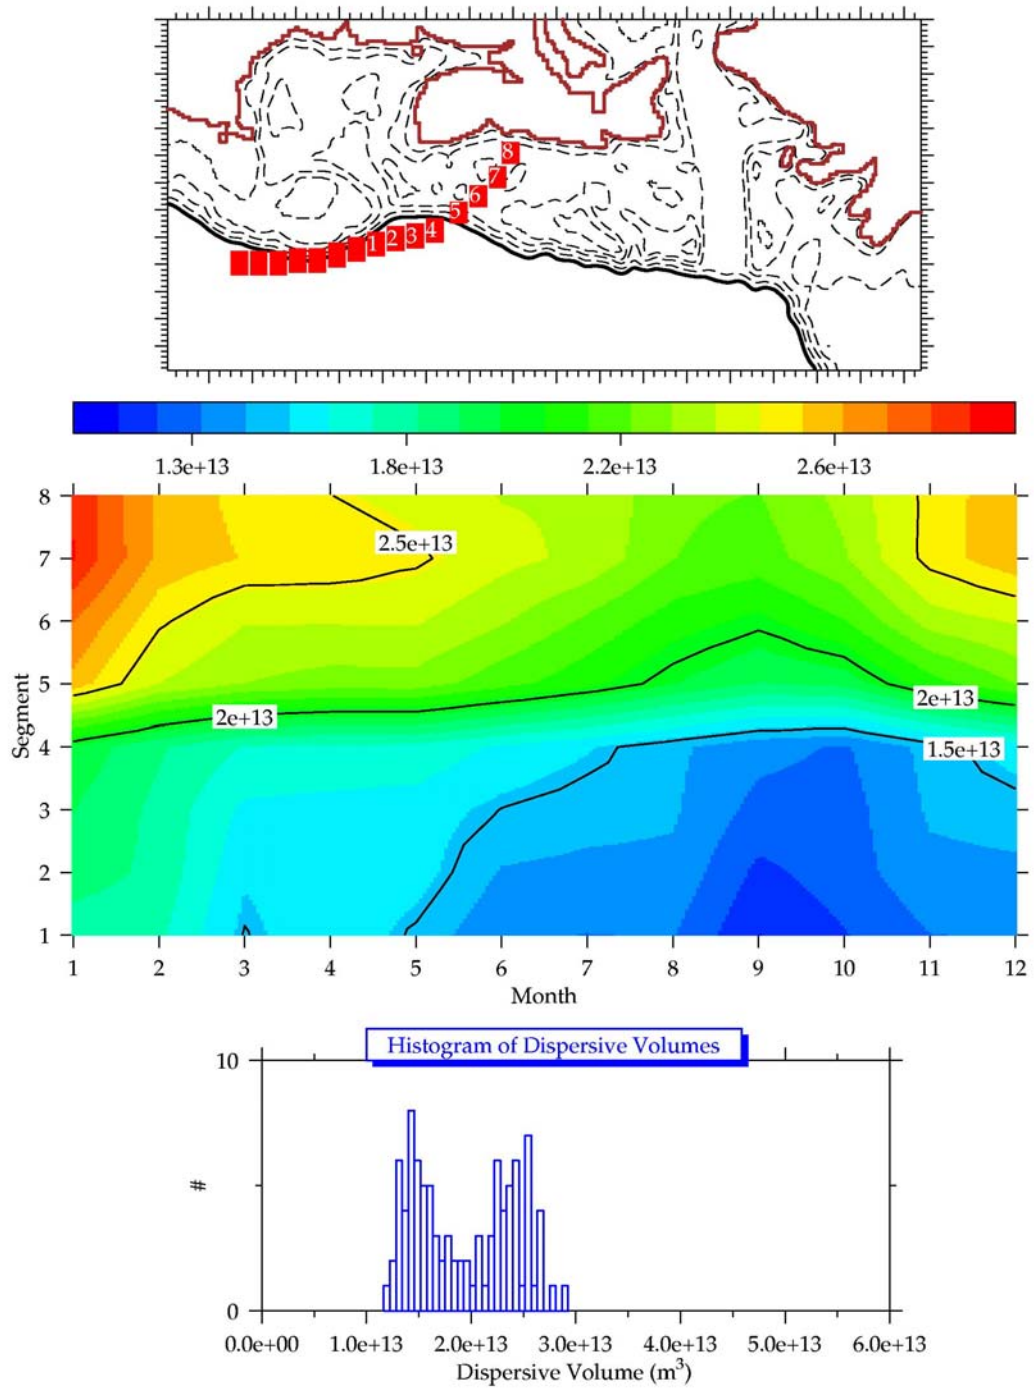 8
7
6
5
1 2 3 4
1.3e+13 1.8e+13 2.2e+13 2.6e+13
8
2.5e+13
7
6
5
2e+13
2e+13
Segment
4
1.5e+13
3
2
1
1 2 3 4 5 6 7 8 9 10 11 12
Month
Histogram of Dispersive Volumes
10
#
0
0.0e+00 1.0e+13 2.0e+13 3.0e+13 4.0e+13 5.0e+13 6.0e+13
Dispersive Volume (m³)